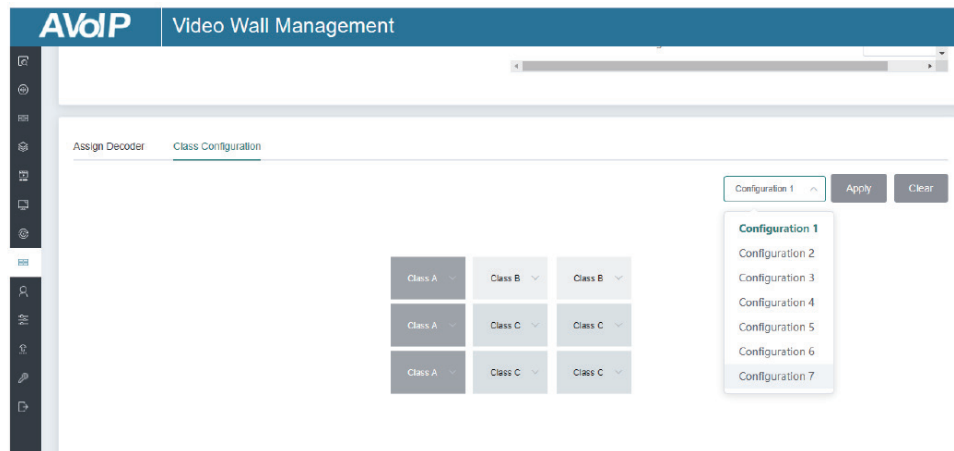 AVoIP Video Wall Management
Assign Decoder Class Configuration
Configuration 1 Apply Clear
Configuration 1
Configuration 2
Configuration 3
Configuration 4
Configuration 5
Configuration 6
Configuration 7
Class A Class B Class B
Class A Class C Class C
Class A Class C Class C